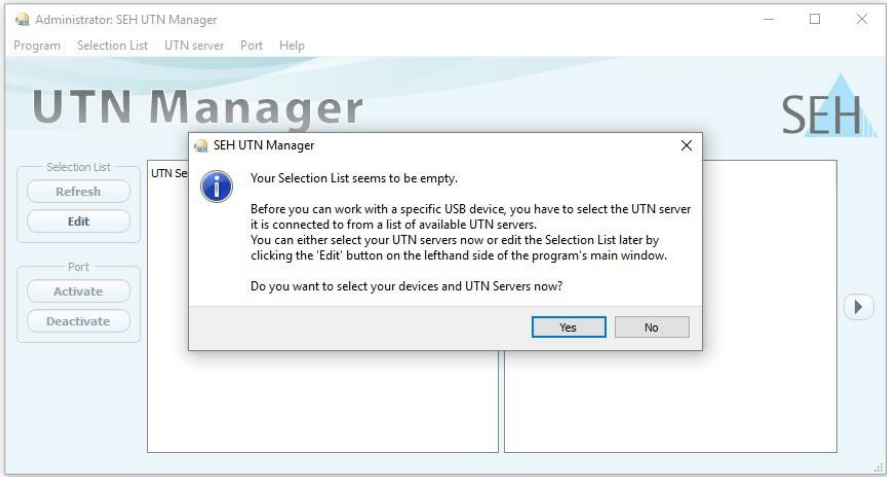 Administrator: SEH UTN Manager
Program Selection List UTN server Port Help
UTN Manager
SEH
SEH UTN Manager
Selection List
Refresh
Edit
Port
Activate
Deactivate
UTN Se
Your Selection List seems to be empty.
Before you can work with a specific USB device, you have to select the UTN server
it is connected to from a list of available UTN servers.
You can either select your UTN servers now or edit the Selection List later by
clicking the 'Edit' button on the lefthand side of the program's main window.
Do you want to select your devices and UTN Servers now?
Yes No